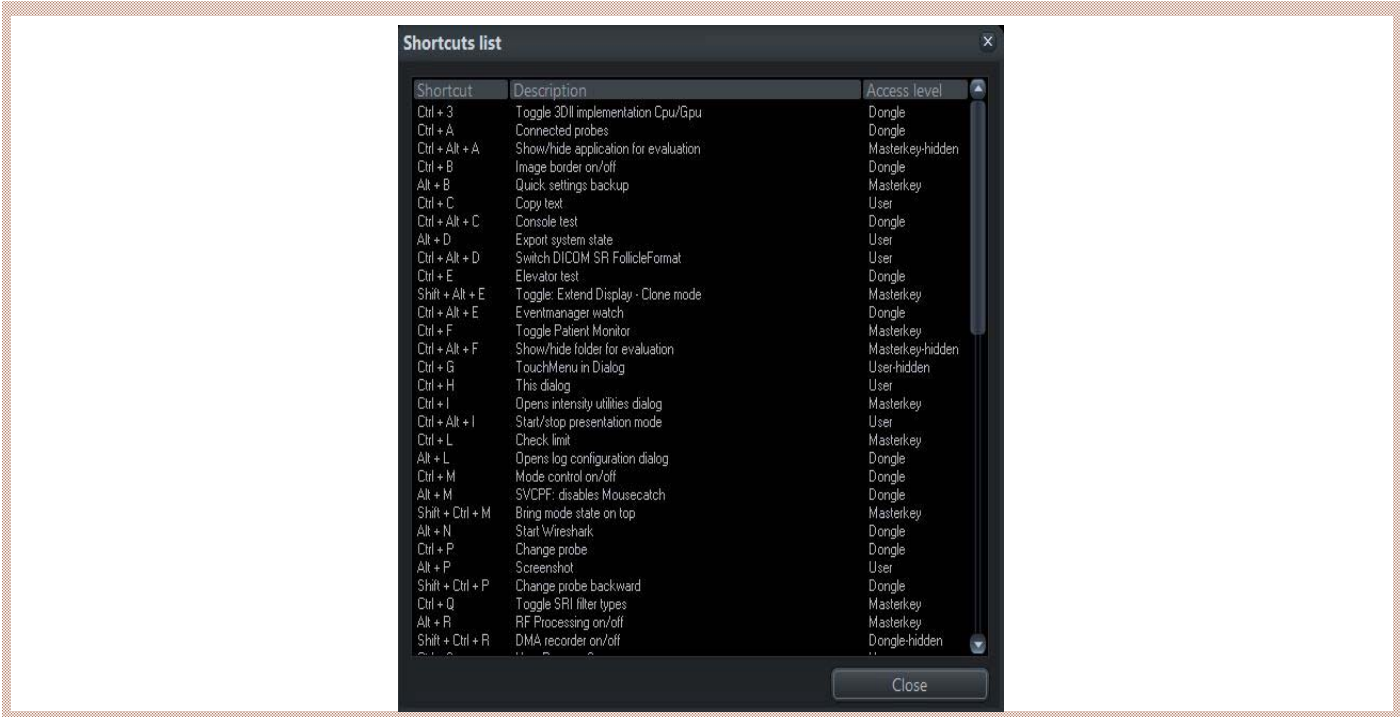 Shortcuts list
Shortcut Description Access level
Ctrl + 3 Toggle 3DII implementation Cpu/Gpu Dongle
Ctrl + A Connected probes Dongle
Ctrl + Alt + A Show/hide application for evaluation Masterkey-hidden
Ctrl + B Image border on/off Dongle
Alt + B Quick settings backup Masterkey
Ctrl + C Copy text User
Ctrl + Alt + C Console test Dongle
Alt + D Export system state User
Ctrl + Alt + D Switch DICOM SR FollicleFormat User
Ctrl + E Elevator test Dongle
Shift + Alt + E Toggle: Extend Display - Clone mode Masterkey
Ctrl + Alt + E Eventmanager watch Dongle
Ctrl + F Toggle Patient Monitor Masterkey
Ctrl + Alt + F Show/hide folder for evaluation Masterkey-hidden
Ctrl + G TouchMenu in Dialog User-hidden
Ctrl + H This dialog User
Ctrl + I Opens intensity utilities dialog Masterkey
Ctrl + Alt + I Start/stop presentation mode User
Ctrl + L Check limit Masterkey
Alt + L Opens log configuration dialog Dongle
Ctrl + M Mode control on/off Dongle
Alt + M SVCPF: disables Mousecatch Dongle
Shift + Ctrl + M Bring mode state on top Masterkey
Alt + N Start Wireshark Dongle
Ctrl + P Change probe Dongle
Alt + P Screenshot User
Shift + Ctrl + P Change probe backward Dongle
Ctrl + Q Toggle SRI filter types Masterkey
Alt + R RF Processing on/off Masterkey
Shift + Ctrl + R DMA recorder on/off Dongle-hidden
Close